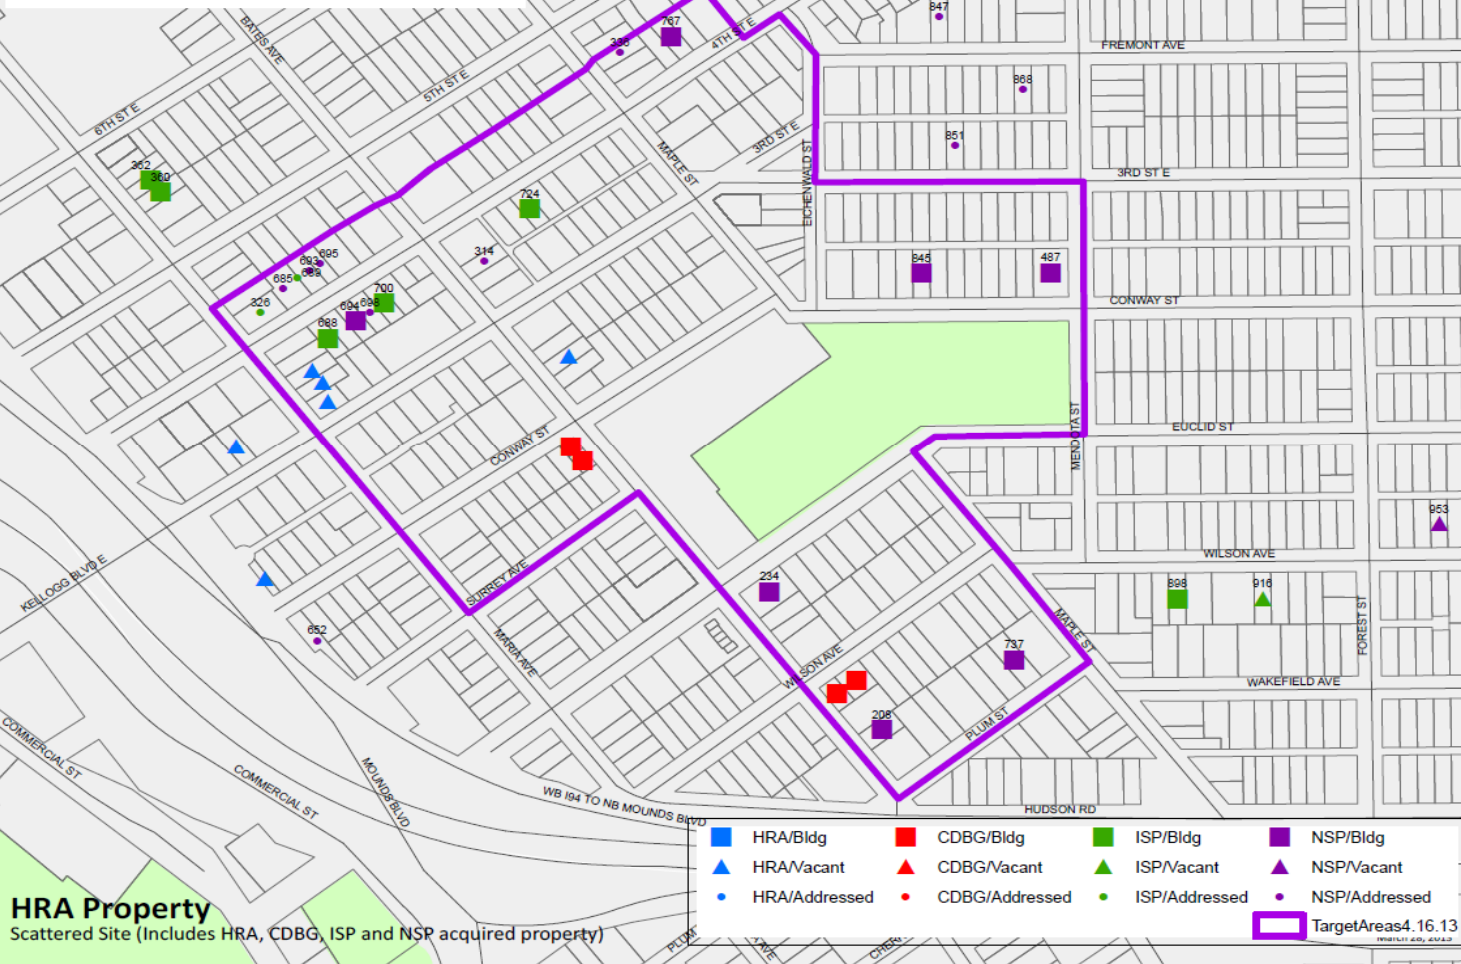 847
BATES AVE
767
336
4TH ST E
FREMONT AVE
5TH ST E
868
6TH ST E
851
3RD ST E
MAPLE ST
EICHENWALD ST
352
360
3RD ST E
724
314
695
693
689
685
845
487
326
700
694
698
688
CONWAY ST
MENDOTA ST
EUCLID ST
CONWAY ST
953
WILSON AVE
KELLOGG BLVD E
SURREY AVE
234
898
916
FOREST ST
652
MARIA AVE
MAPLE ST
737
WILSON AVE
WAKEFIELD AVE
208
PLUM ST
COMMERCIAL ST
COMMERCIAL ST
MOUNDS BLVD
WB I94 TO NB MOUNDS BLVD
HUDSON RD
HRA/Bldg CDBG/Bldg ISP/Bldg NSP/Bldg
HRA/Vacant CDBG/Vacant ISP/Vacant NSP/Vacant
HRA/Addressed CDBG/Addressed ISP/Addressed NSP/Addressed
TargetAreas4.16.13
March 28, 2013
HRA Property
Scattered Site (Includes HRA, CDBG, ISP and NSP acquired property)
PLUM